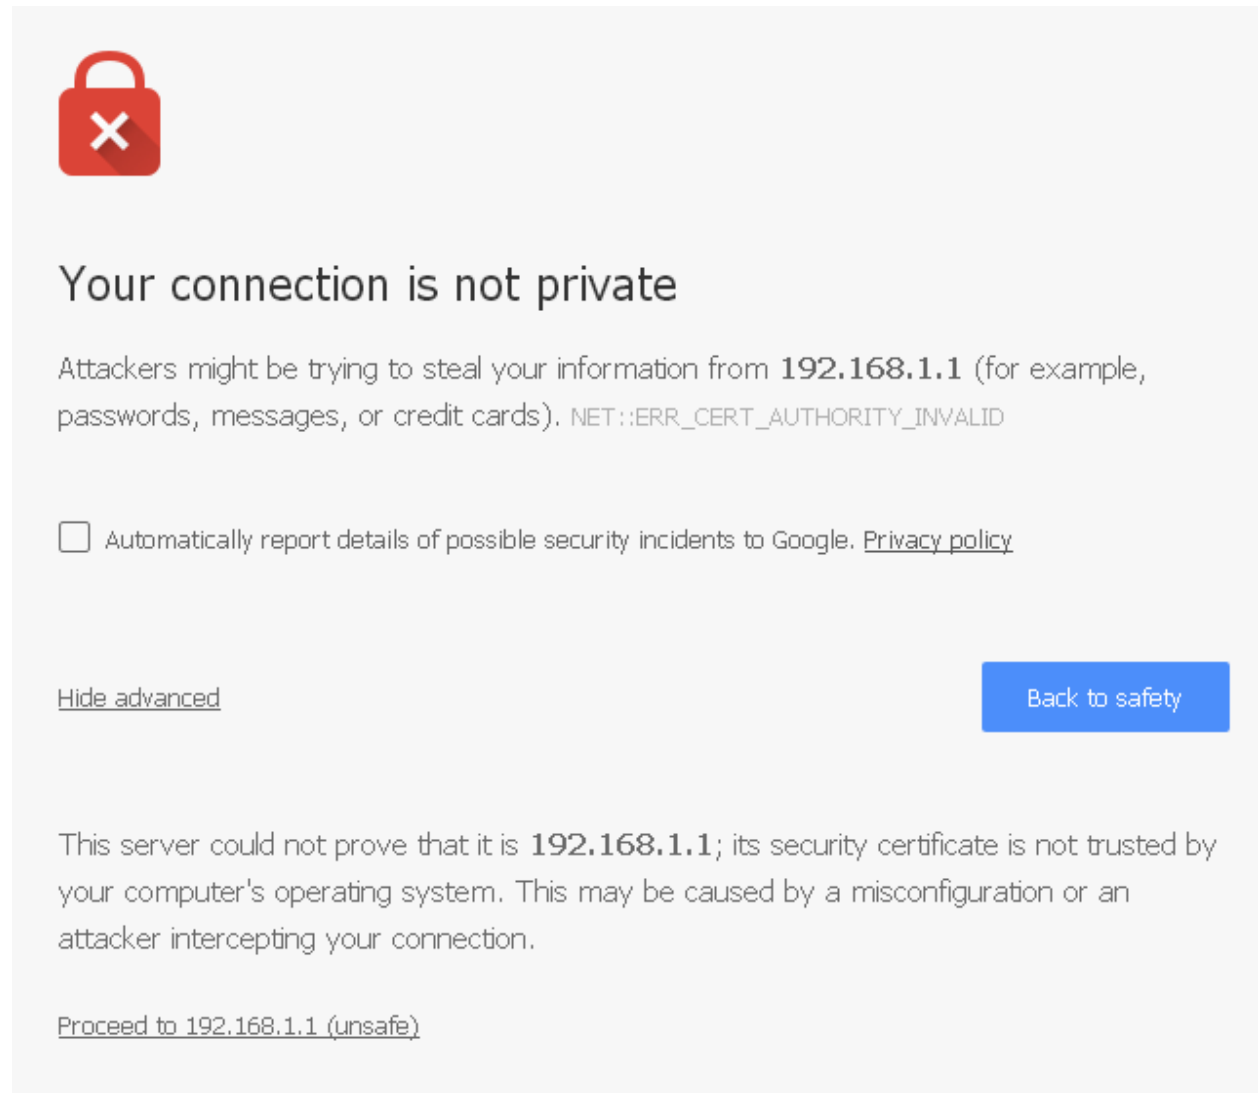 Your connection is not private
Attackers might be trying to steal your information from 192.168.1.1 (for example,
passwords, messages, or credit cards). NET::ERR_CERT_AUTHORITY_INVALID
Automatically report details of possible security incidents to Google. Privacy policy
Hide advanced
Back to safety
This server could not prove that it is 192.168.1.1; its security certificate is not trusted by
your computer's operating system. This may be caused by a misconfiguration or an
attacker intercepting your connection.
Proceed to 192.168.1.1 (unsafe)